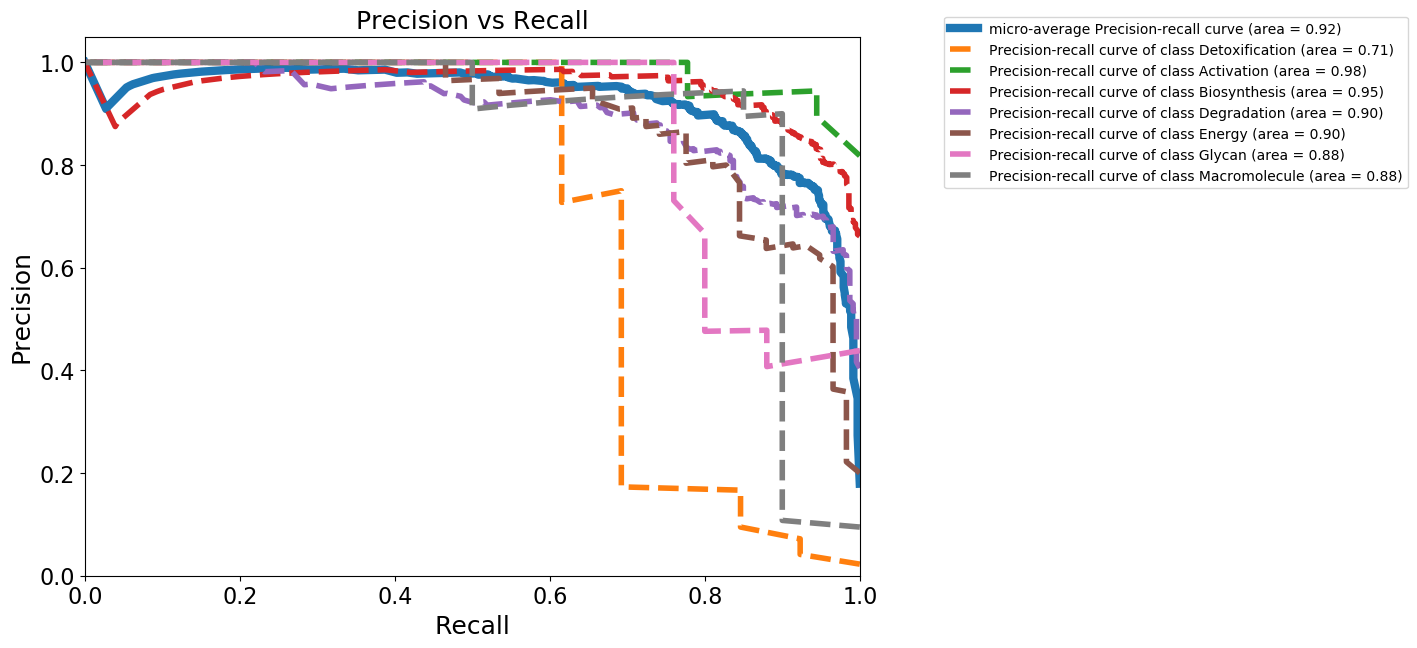 Precision vs Recall
micro-average Precision-recall curve (area = 0.92)
Precision-recall curve of class Detoxification (area = 0.71)
Precision-recall curve of class Activation (area = 0.98)
Precision-recall curve of class Biosynthesis (area = 0.95)
Precision-recall curve of class Degradation (area = 0.90)
Precision-recall curve of class Energy (area = 0.90)
Precision-recall curve of class Glycan (area = 0.88)
Precision-recall curve of class Macromolecule (area = 0.88)
Precision
1.0
0.8
0.6
0.4
0.2
0.0
0.0 0.2 0.4 0.6 0.8 1.0
Recall